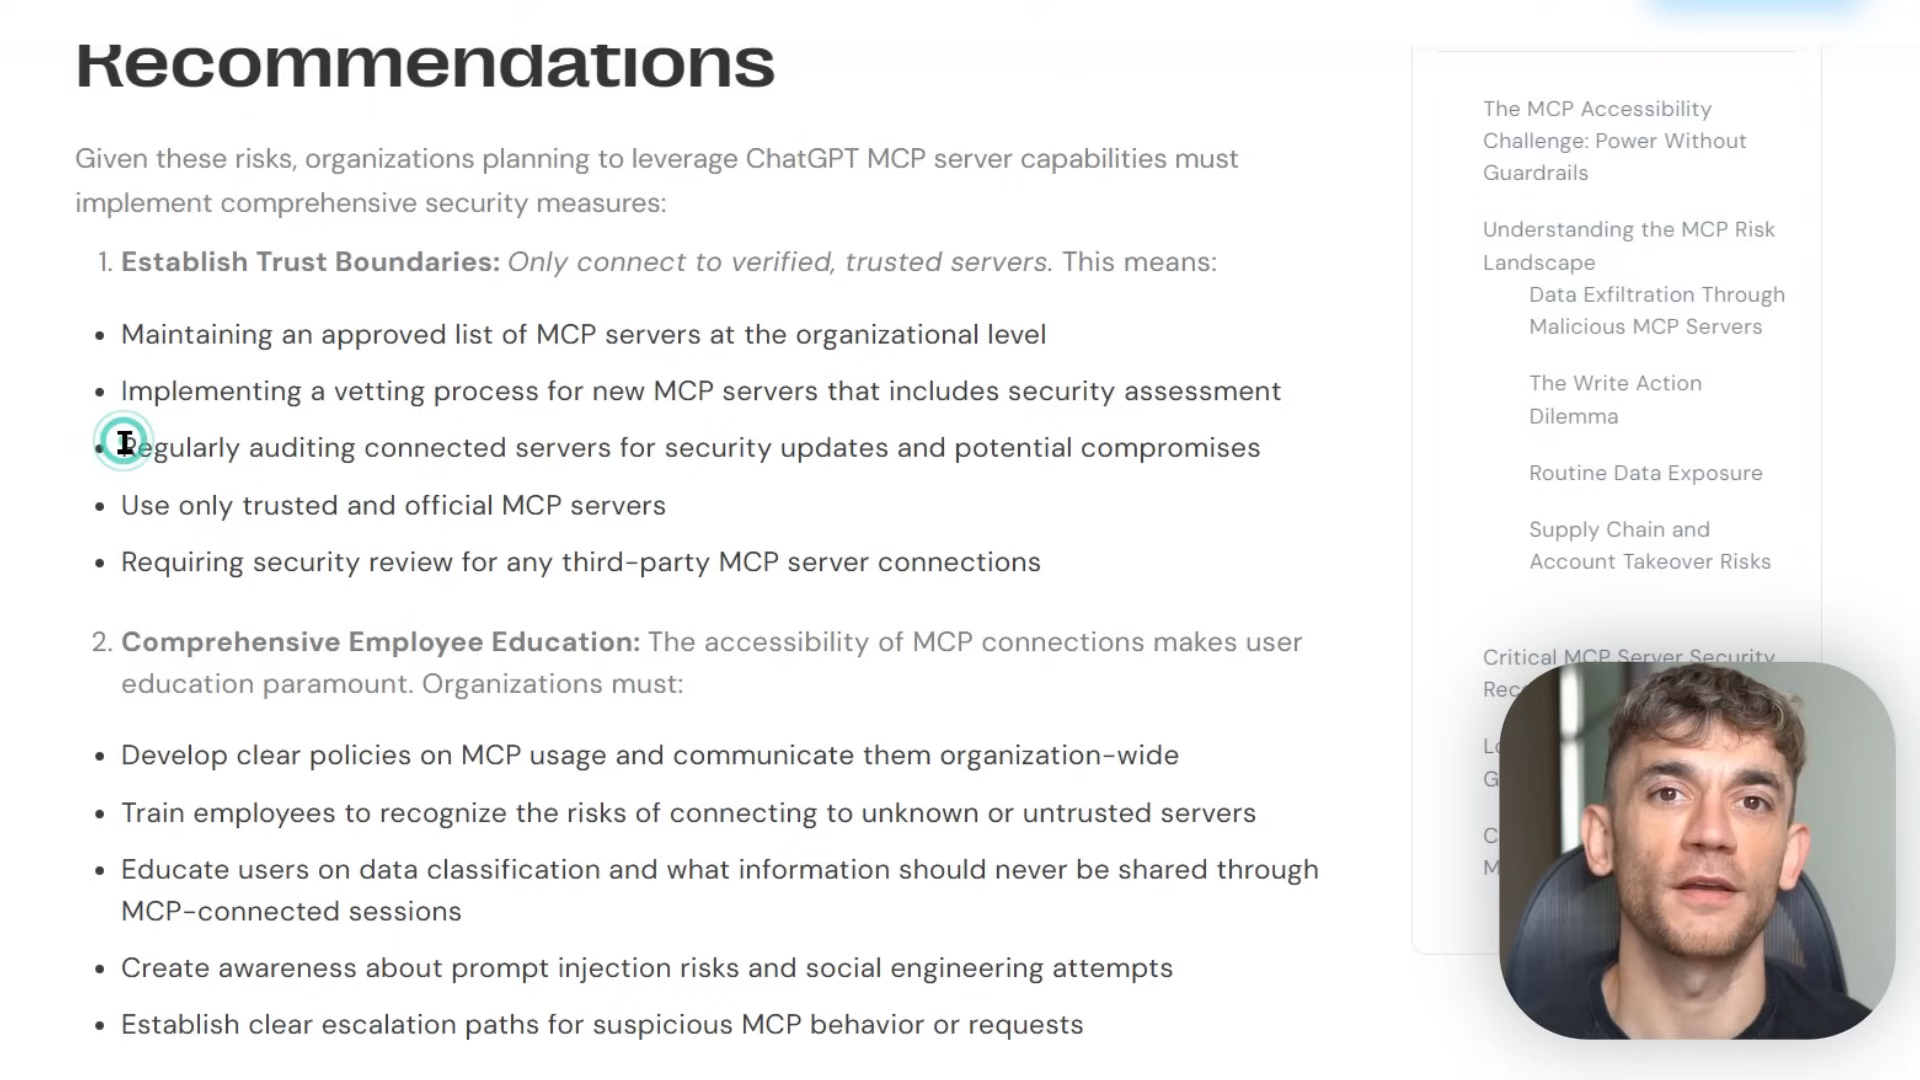 Recommendations
Given these risks, organizations planning to leverage ChatGPT MCP server capabilities must
implement comprehensive security measures:
1. Establish Trust Boundaries: Only connect to verified, trusted servers. This means:
• Maintaining an approved list of MCP servers at the organizational level
• Implementing a vetting process for new MCP servers that includes security assessment
• Regularly auditing connected servers for security updates and potential compromises
• Use only trusted and official MCP servers
• Requiring security review for any third-party MCP server connections
2. Comprehensive Employee Education: The accessibility of MCP connections makes user
education paramount. Organizations must:
• Develop clear policies on MCP usage and communicate them organization-wide
• Train employees to recognize the risks of connecting to unknown or untrusted servers
• Educate users on data classification and what information should never be shared through
MCP-connected sessions
• Create awareness about prompt injection risks and social engineering attempts
• Establish clear escalation paths for suspicious MCP behavior or requests
The MCP Accessibility
Challenge: Power Without
Guardrails
Understanding the MCP Risk
Landscape
Data Exfiltration Through
Malicious MCP Servers
The Write Action
Dilemma
Routine Data Exposure
Supply Chain and
Account Takeover Risks
Critical MCP Server Security